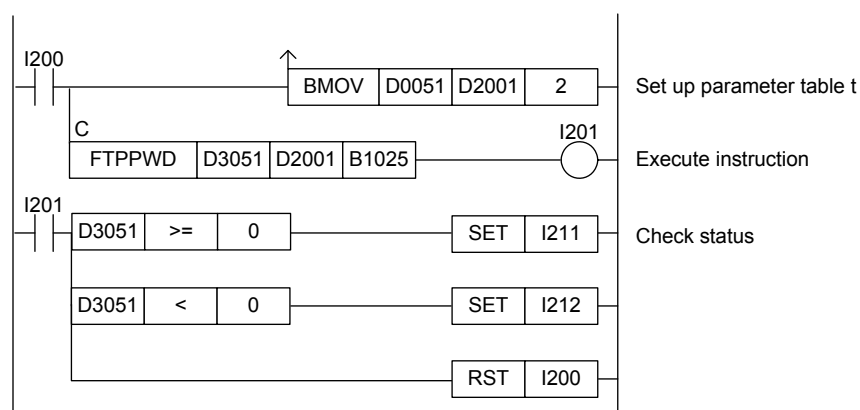 I200
BMOV D0051 D2001 2 Set up parameter table t
C I201
FTPPWD D3051 D2001 B1025 Execute instruction
I201
D3051 >= 0 SET I211 Check status
D3051 < 0 SET I212
RST I200